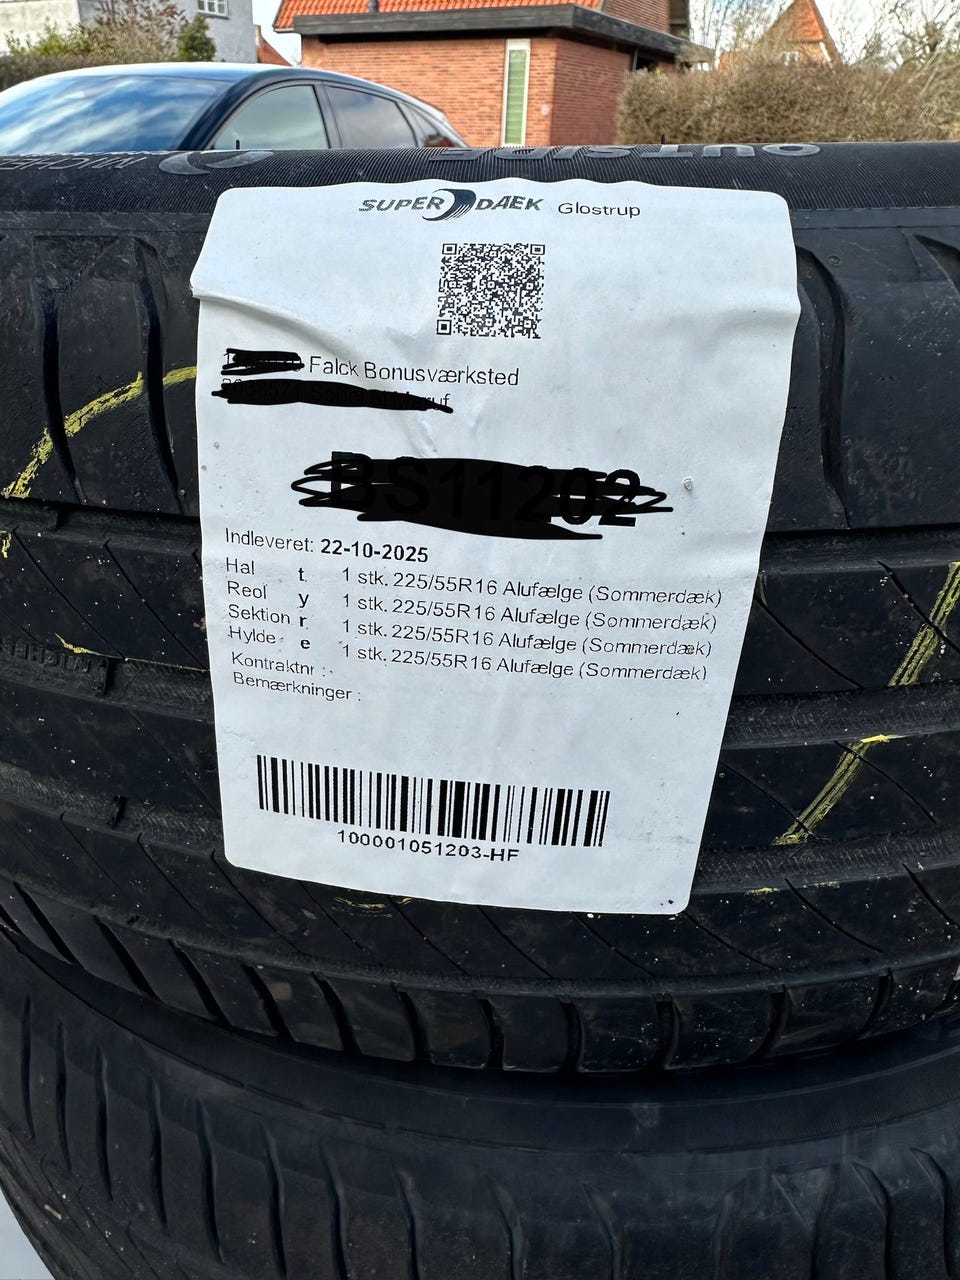 OUTSIDE
SUPER DÆK Glostrup
Falck Bonusværksted
Indleveret: 22-10-2025
Hal t. 1 stk. 225/55R16 Alufælge (Sommerdæk)
Reol y 1 stk. 225/55R16 Alufælge (Sommerdæk)
Sektion r. 1 stk. 225/55R16 Alufælge (Sommerdæk)
Hylde e 1 stk. 225/55R16 Alufælge (Sommerdæk)
Kontraktnr :-
Bemærkninger :
100001051203-HF